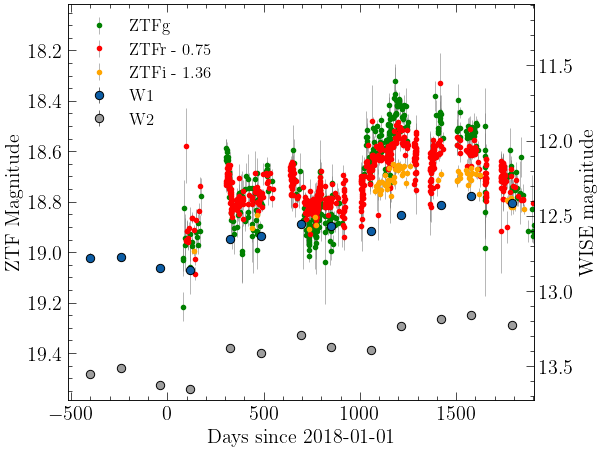 ZTFg
ZTFr - 0.75
ZTFi - 1.36
W1
W2
18.2
18.4
18.6
18.8
19.0
19.2
19.4
ZTF Magnitude
11.5
12.0
12.5
13.0
13.5
WISE magnitude
−500
0
500
1000
1500
Days since 2018-01-01